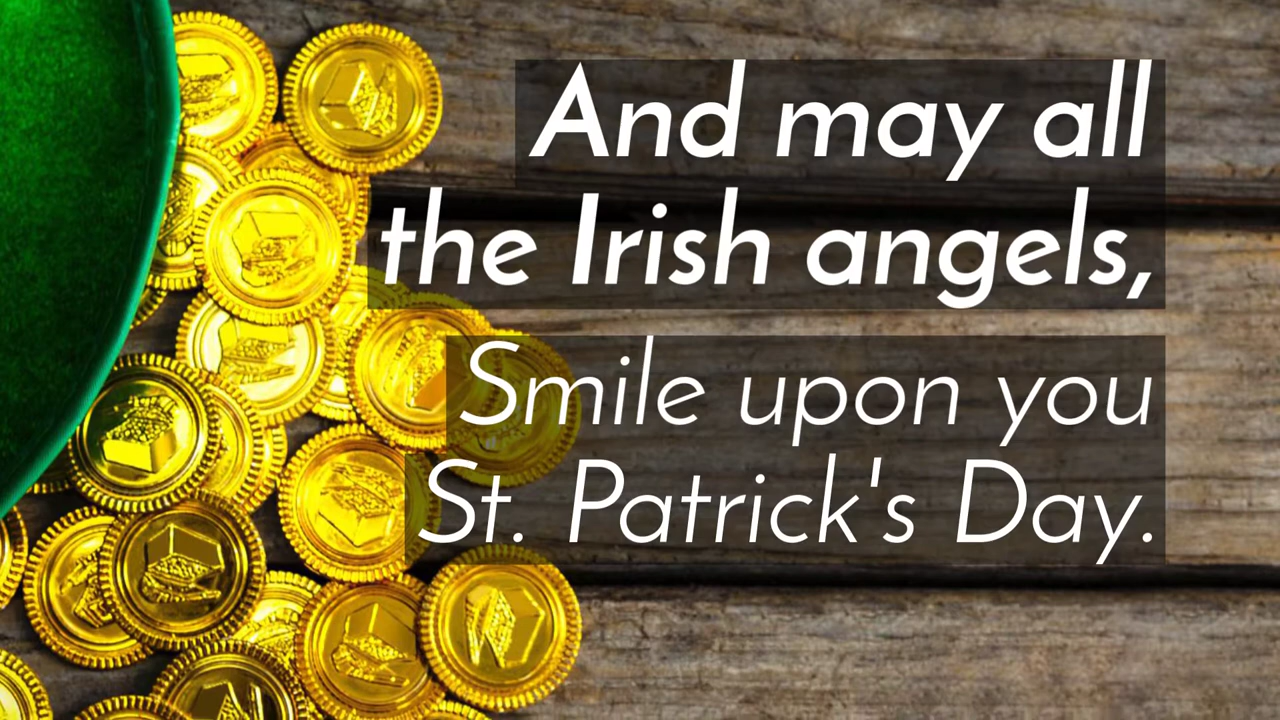 And may all
the Irish angels,
Smile upon you
St. Patrick's Day.